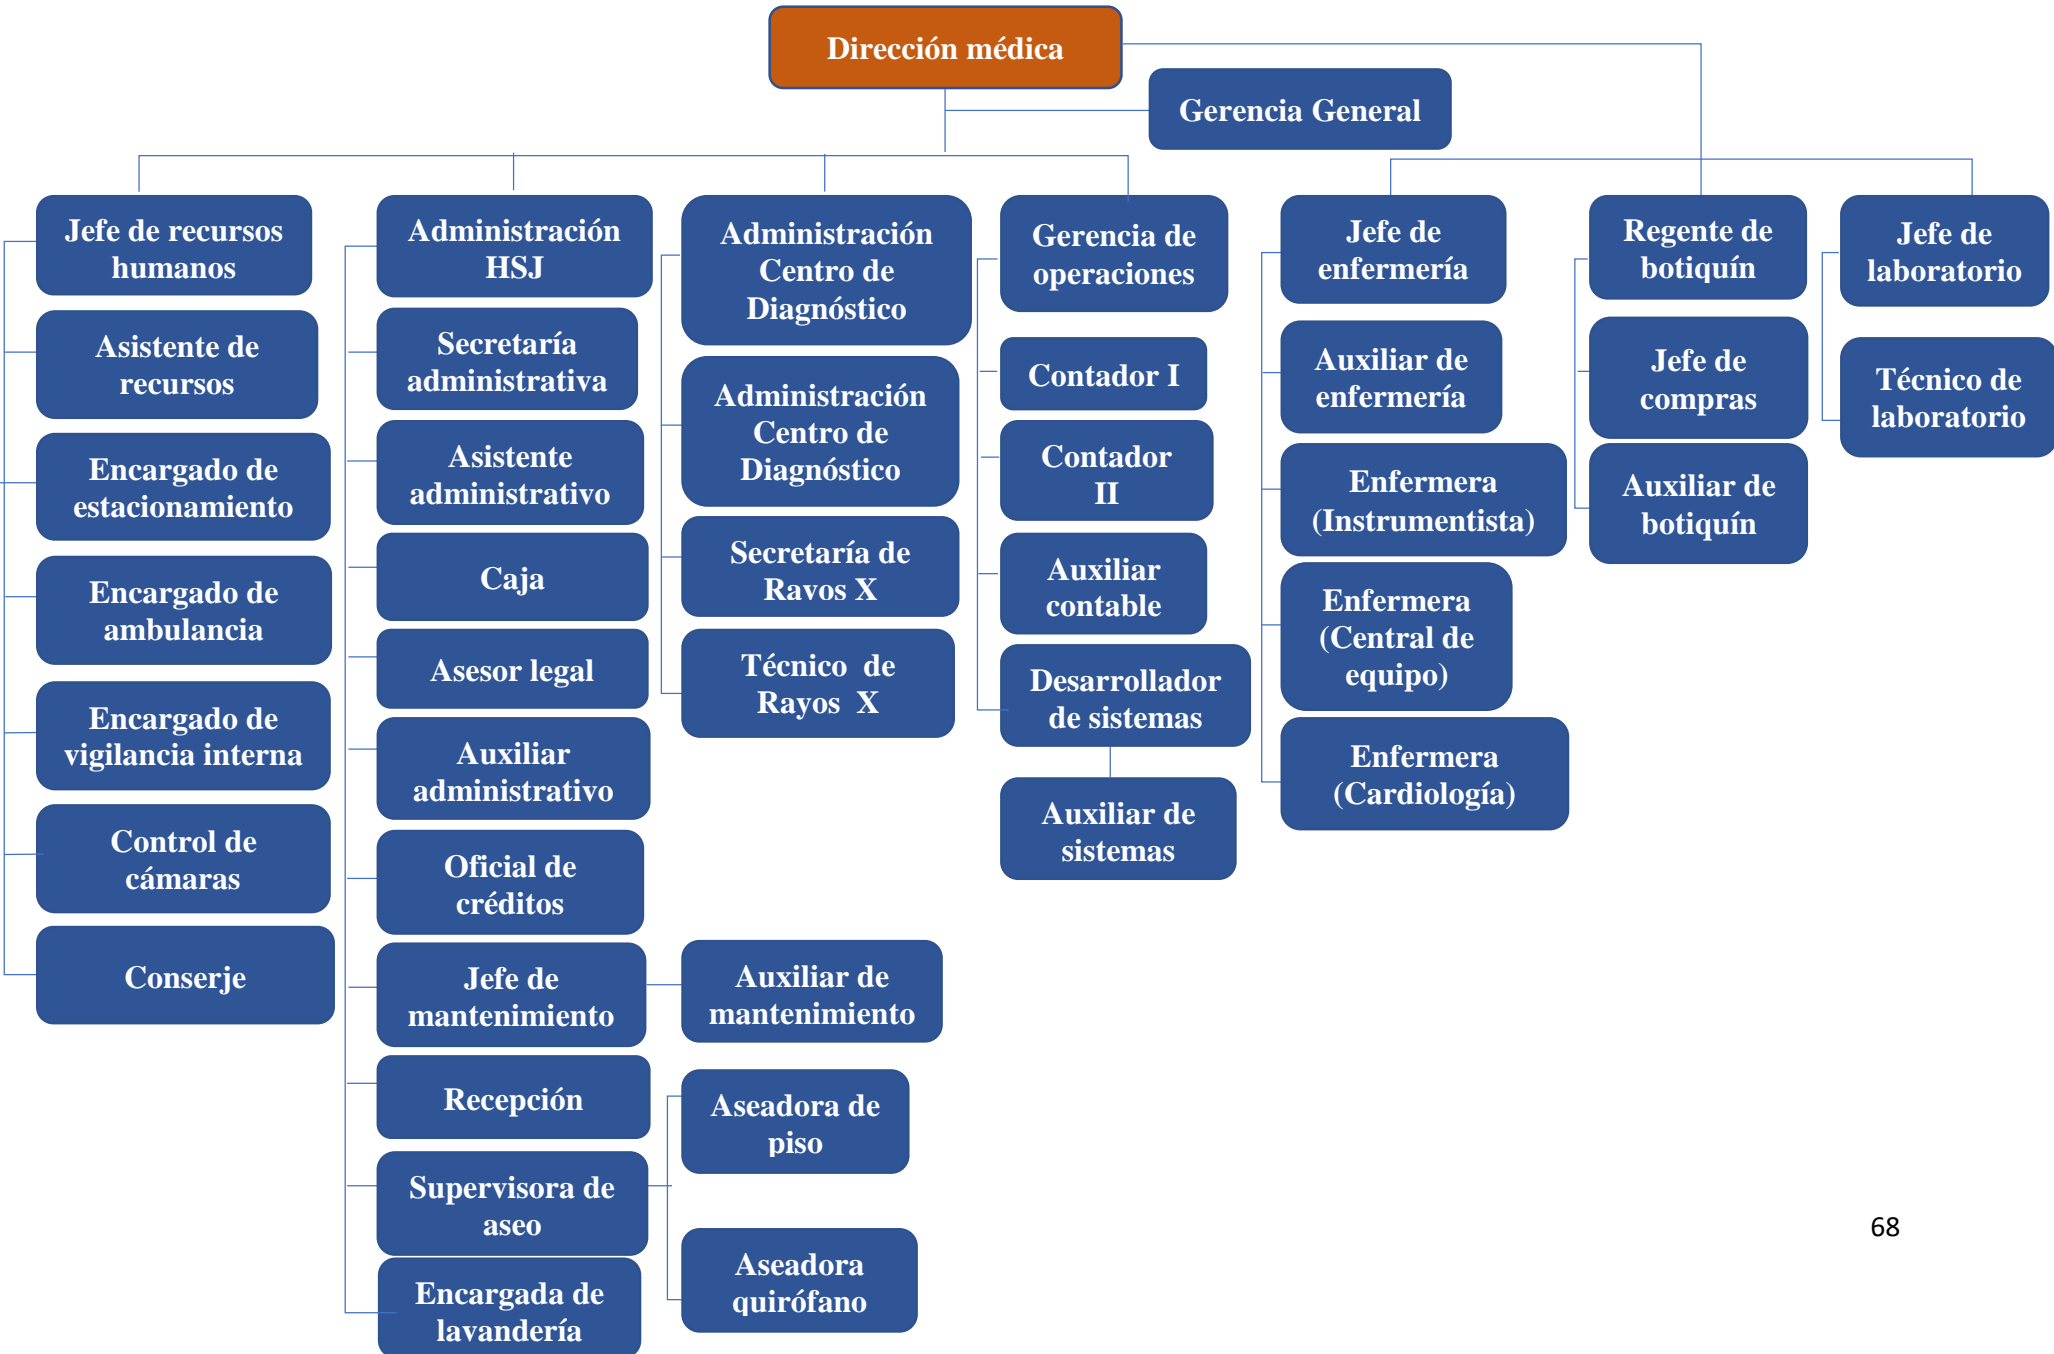 Dirección médica
Gerencia General
Jefe de recursos
humanos
Asistente de
recursos
Encargado de
estacionamiento
Encargado de
ambulancia
Encargado de
vigilancia interna
Control de
cámaras
Conserje
Administración
HSJ
Secretaría
administrativa
Asistente
administrativo
Caja
Asesor legal
Auxiliar
administrativo
Oficial de
créditos
Jefe de
mantenimiento
Recepción
Supervisora de
aseo
Encargada de
lavandería
Auxiliar de
mantenimiento
Aseadora de
piso
Aseadora
quirófano
Administración
Centro de
Diagnóstico
Administración
Centro de
Diagnóstico
Secretaría de
Rayos X
Técnico de
Rayos X
Gerencia de
operaciones
Contador I
Contador
II
Auxiliar
contable
Desarrollador
de sistemas
Auxiliar de
sistemas
Jefe de
enfermería
Auxiliar de
enfermería
Enfermera
(Instrumentista)
Enfermera
(Central de
equipo)
Enfermera
(Cardiología)
Regente de
botiquín
Jefe de
compras
Auxiliar de
botiquín
Jefe de
laboratorio
Técnico de
laboratorio
68